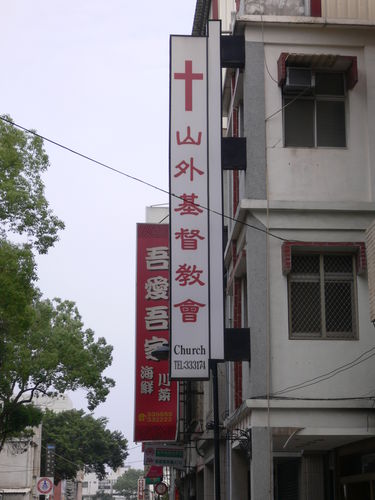 山外基督教會
Church
TEL:333174
吾愛吾家
海鮮
川菜